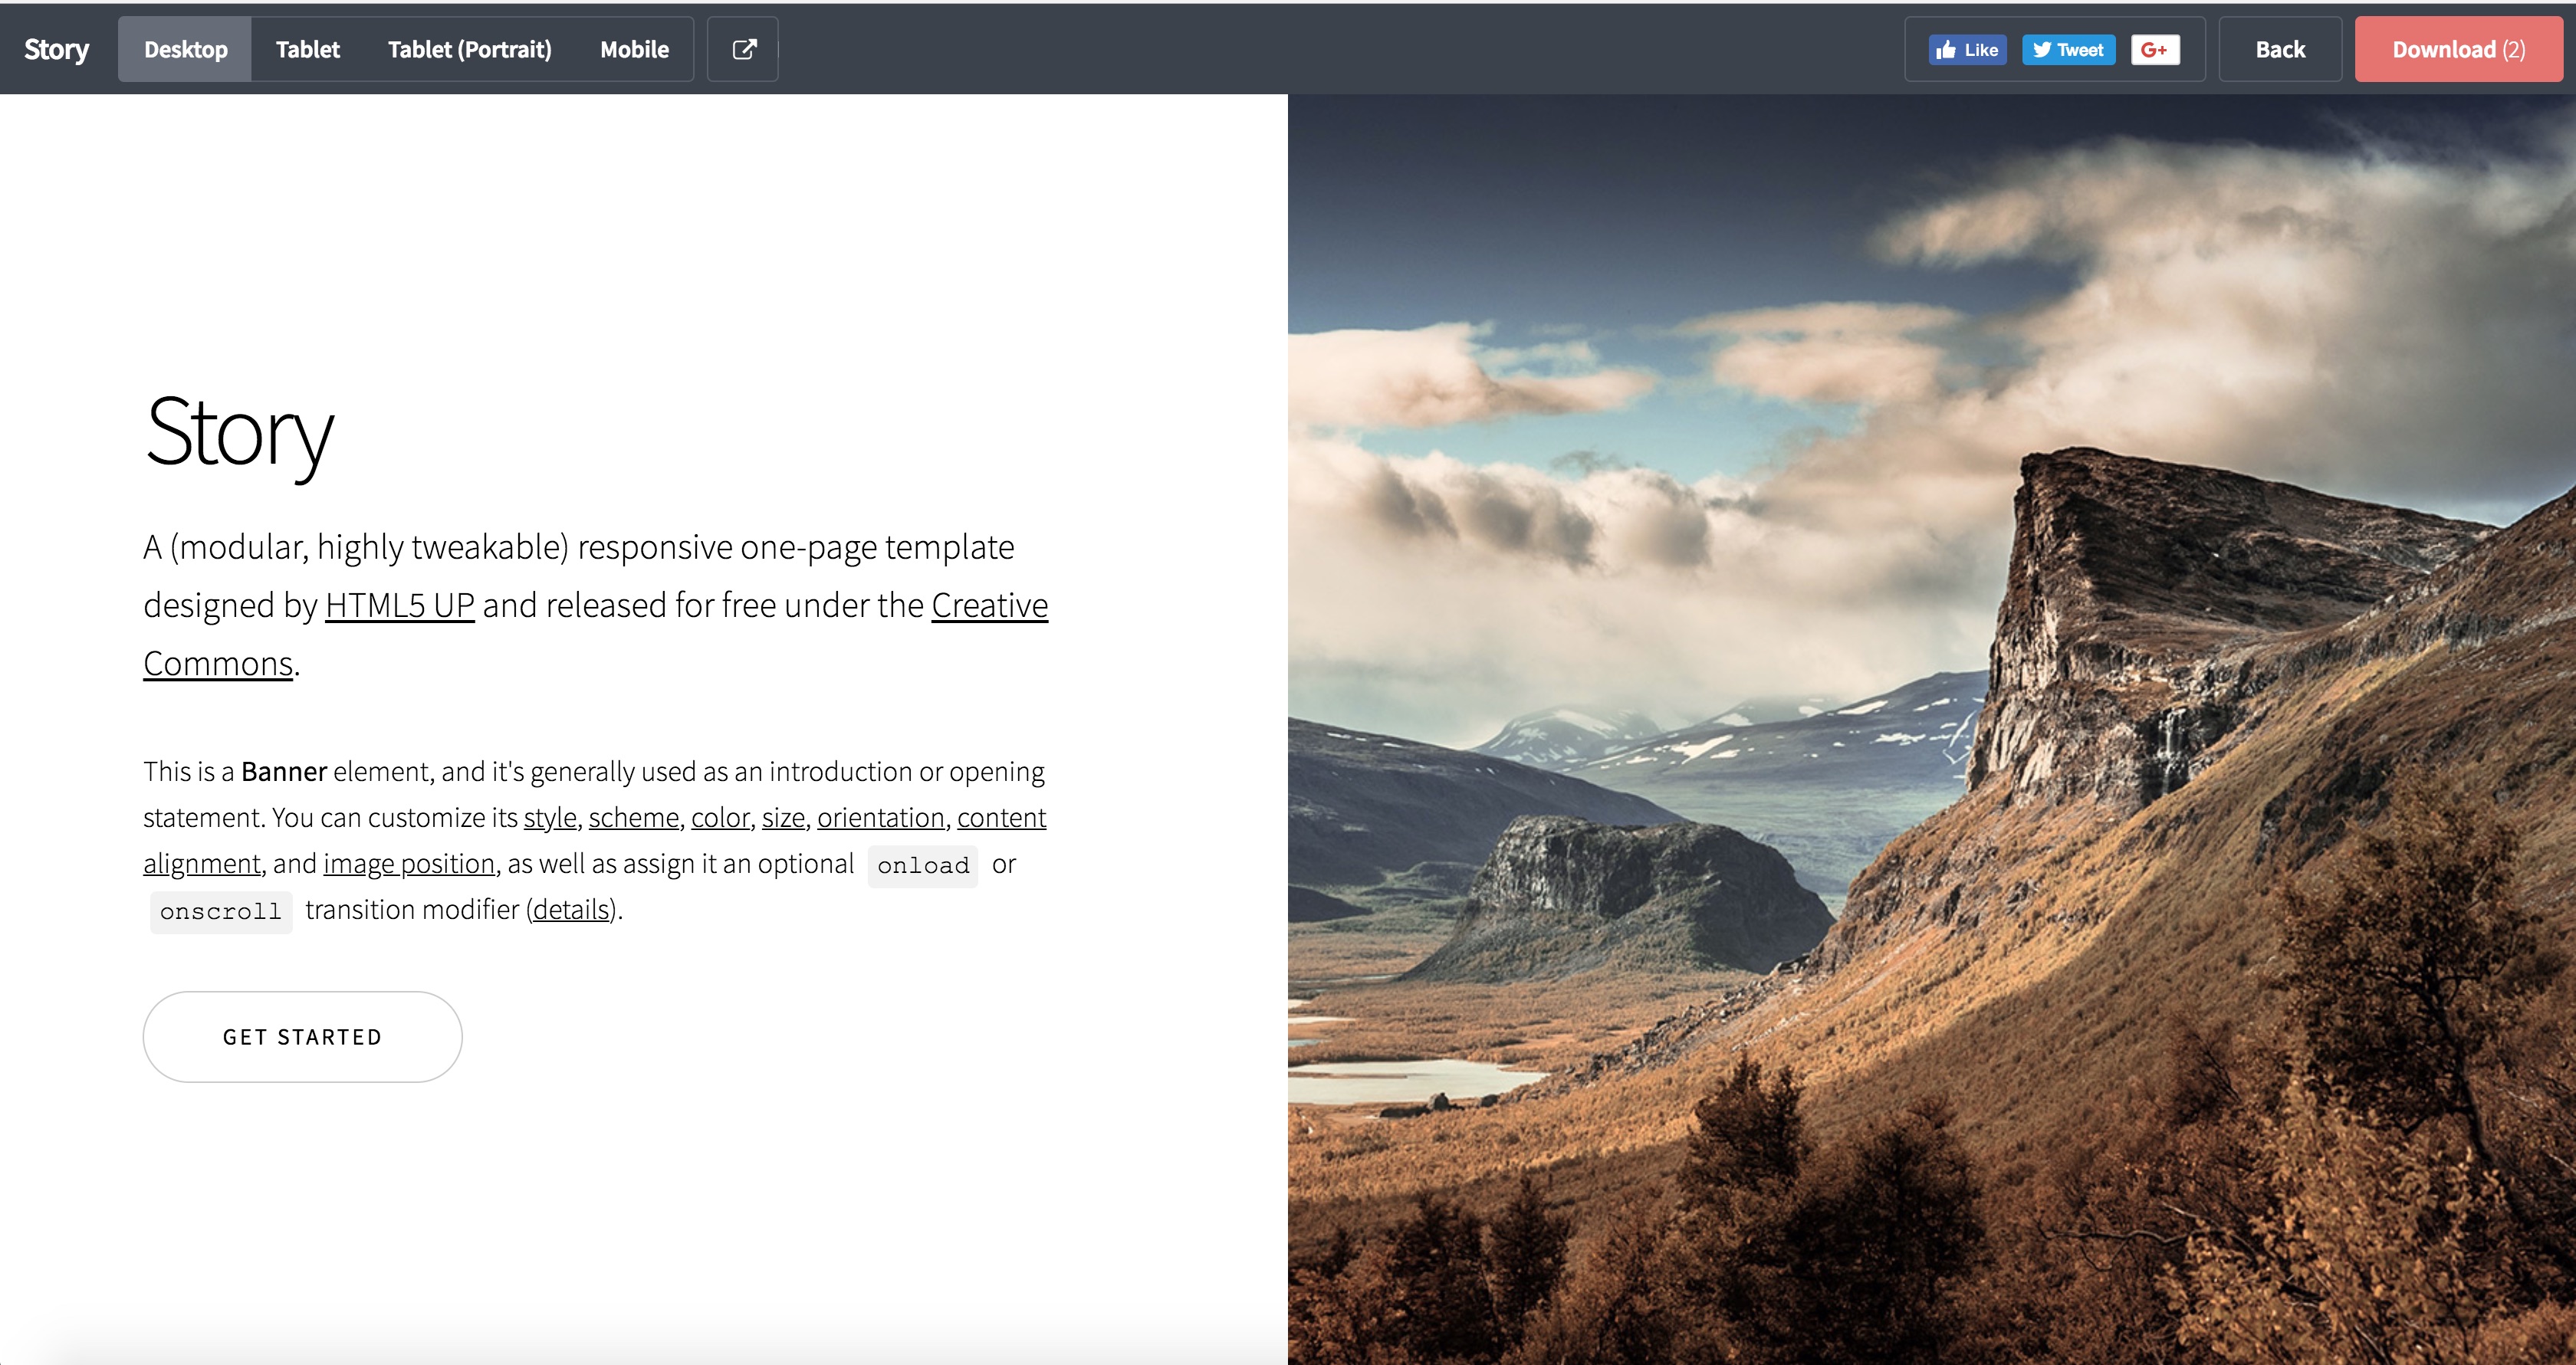 Story Desktop Tablet Tablet (Portrait) Mobile Like Tweet G+ Back Download (2)
Story
A (modular, highly tweakable) responsive one-page template
designed by HTML5 UP and released for free under the Creative
Commons.
This is a Banner element, and it's generally used as an introduction or opening
statement. You can customize its style, scheme, color, size, orientation, content
alignment, and image position, as well as assign it an optional onload or
onscroll transition modifier (details).
GET STARTED